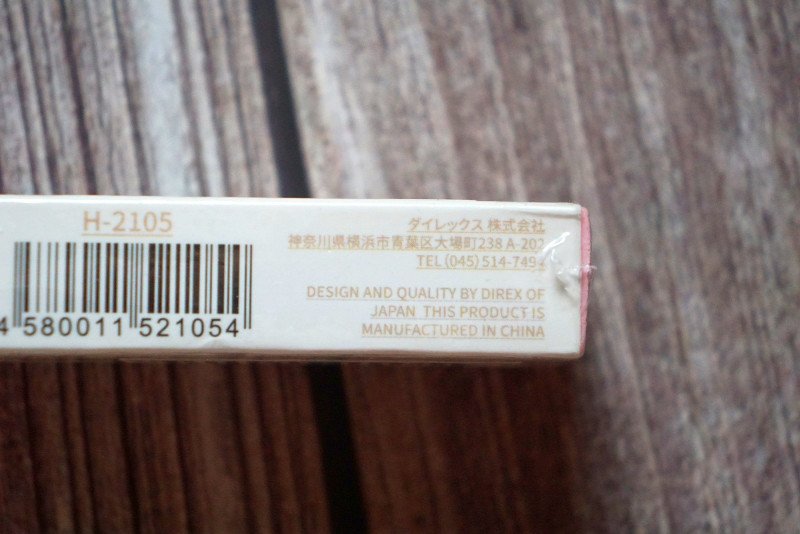 H-2105
4 580011 521054
ダイレックス 株式会社
神奈川県横浜市青葉区大場町238 A-202
TEL (045) 514-749
DESIGN AND QUALITY BY DIREX OF
JAPAN THIS PRODUCT IS
MANUFACTURED IN CHINA